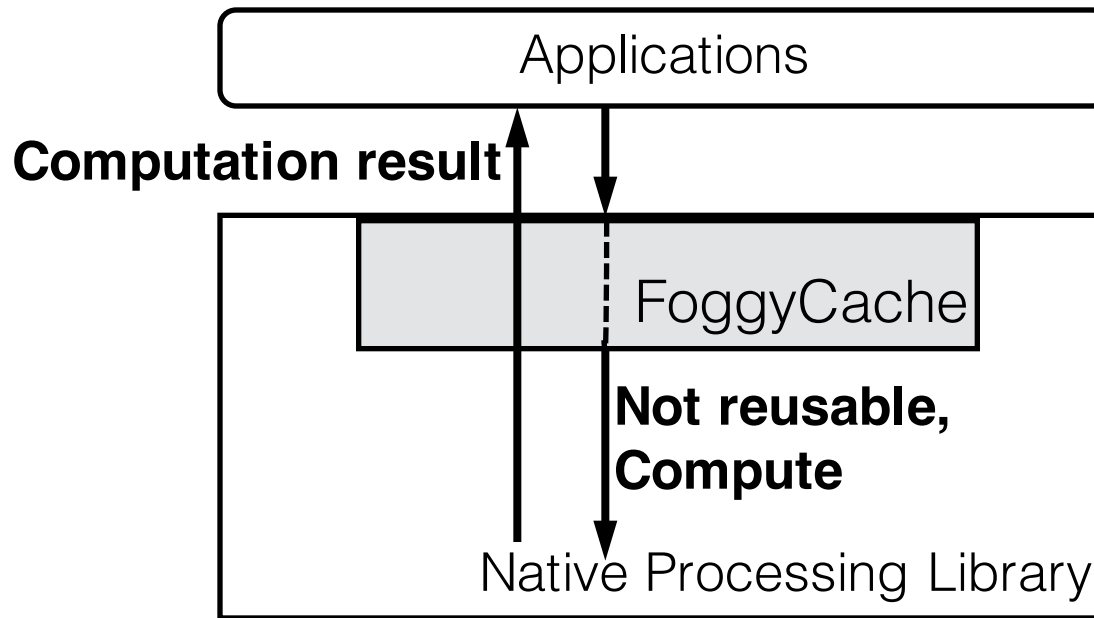 Applications
Computation result
FoggyCache
Not reusable,
Compute
Native Processing Library